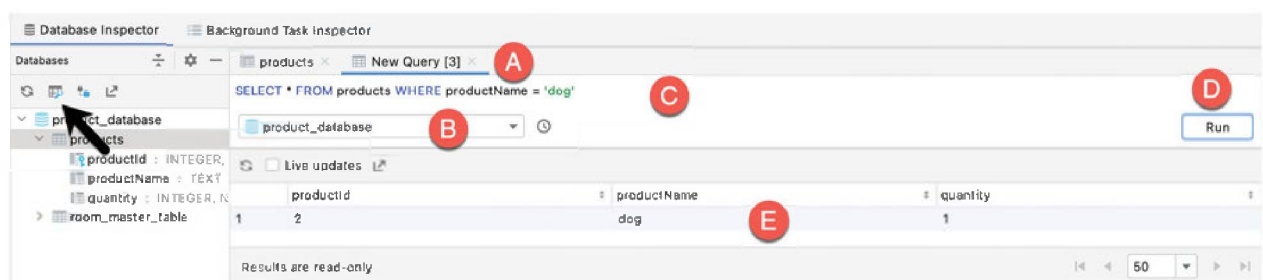 Database Inspector Background Task Inspector
Databases products New Query [3] A
SELECT * FROM products WHERE productName = 'dog' C D
product_database product_database B Run
products
productId : INTEGER, Live updates
productName : TEXT productId productName quantity
quantity : INTEGER, N
room_master_table 1 2 dog E 1
Results are read-only 50